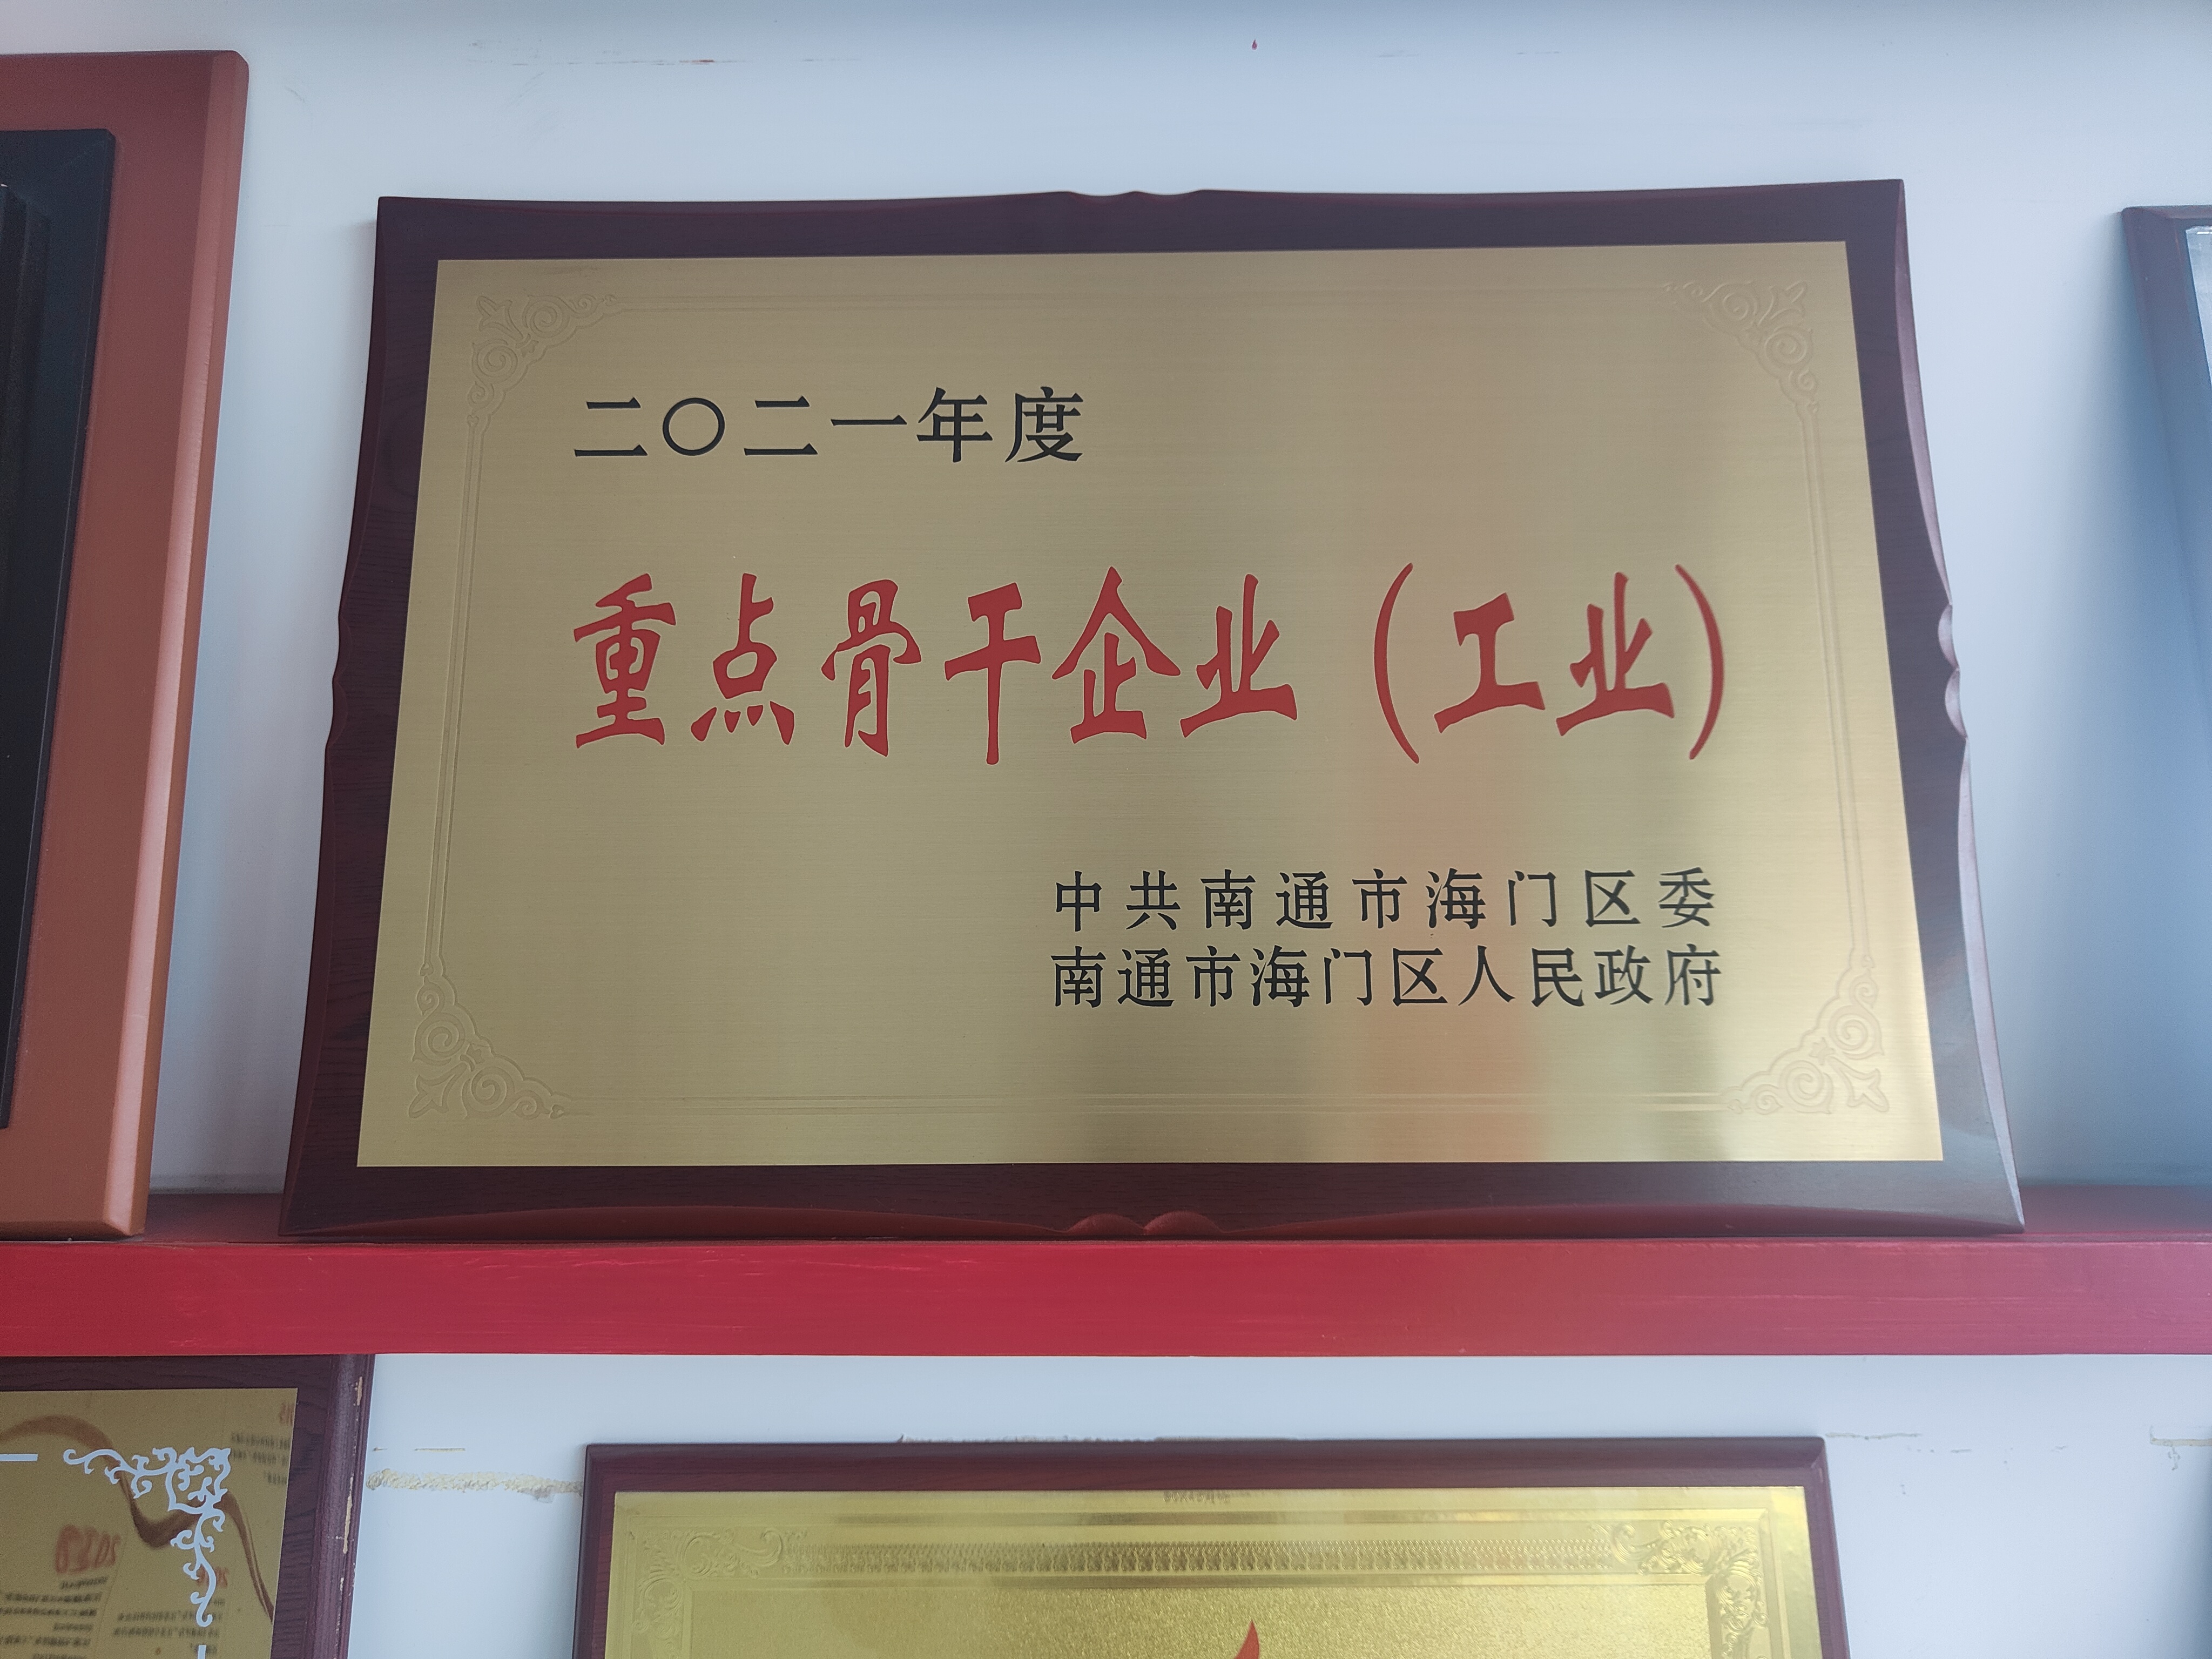 二〇二一年度
重点骨干企业（工业）
中共南通市海门区委
南通市海门区人民政府